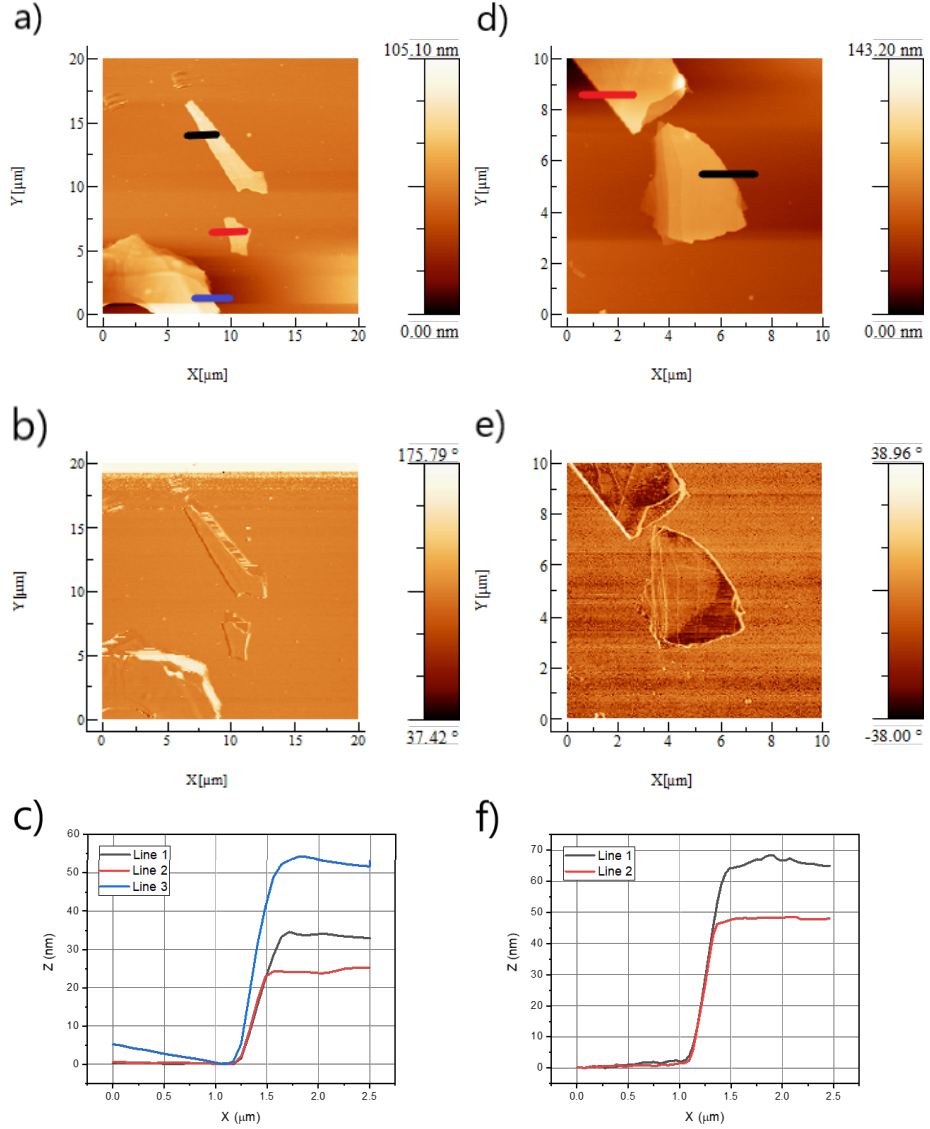 a)
105.10 nm
20
15
10
5
0
Y[µm]
0 5 10 15 20
X[µm]
0.00 nm
d)
143.20 nm
10
8
6
4
2
0
Y[µm]
0 2 4 6 8 10
X[µm]
0.00 nm
b)
175.79 °
20
15
10
5
0
Y[µm]
0 5 10 15 20
X[µm]
37.42 °
e)
38.96 °
10
8
6
4
2
0
Y[µm]
0 2 4 6 8 10
X[µm]
-38.00 °
c)
60
50
40
30
20
10
0
Z (nm)
Line 1
Line 2
Line 3
0.0 0.5 1.0 1.5 2.0 2.5
X (µm)
f)
70
60
50
40
30
20
10
0
Z (nm)
Line 1
Line 2
0.0 0.5 1.0 1.5 2.0 2.5
X (µm)